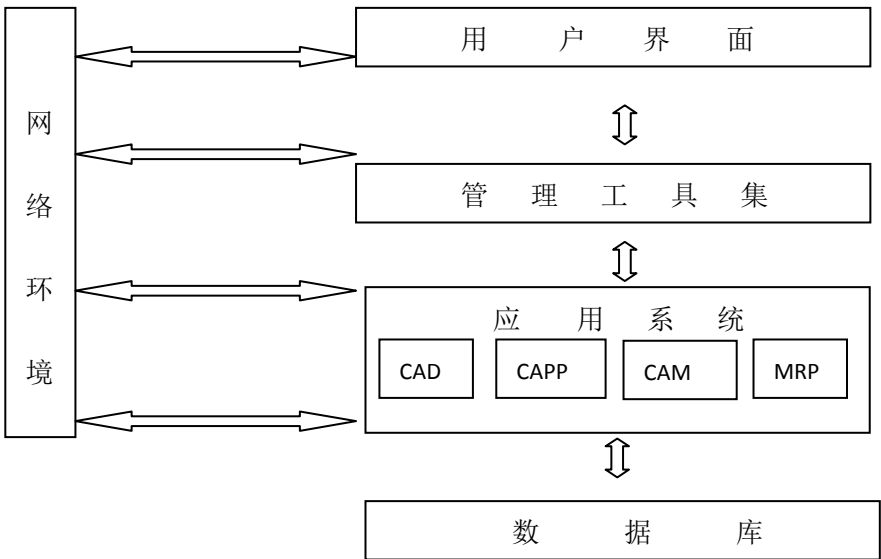 用户界面
网络环境
管理工具集
应用系统
CAD
CAPP
CAM
MRP
数据库